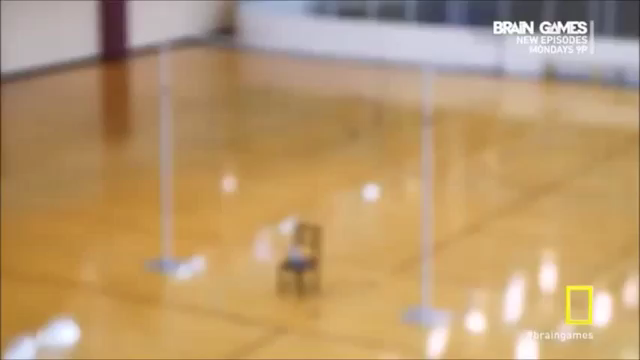 BRAIN GAMES
NEW EPISODES
MONDAYS 9P
#braingames